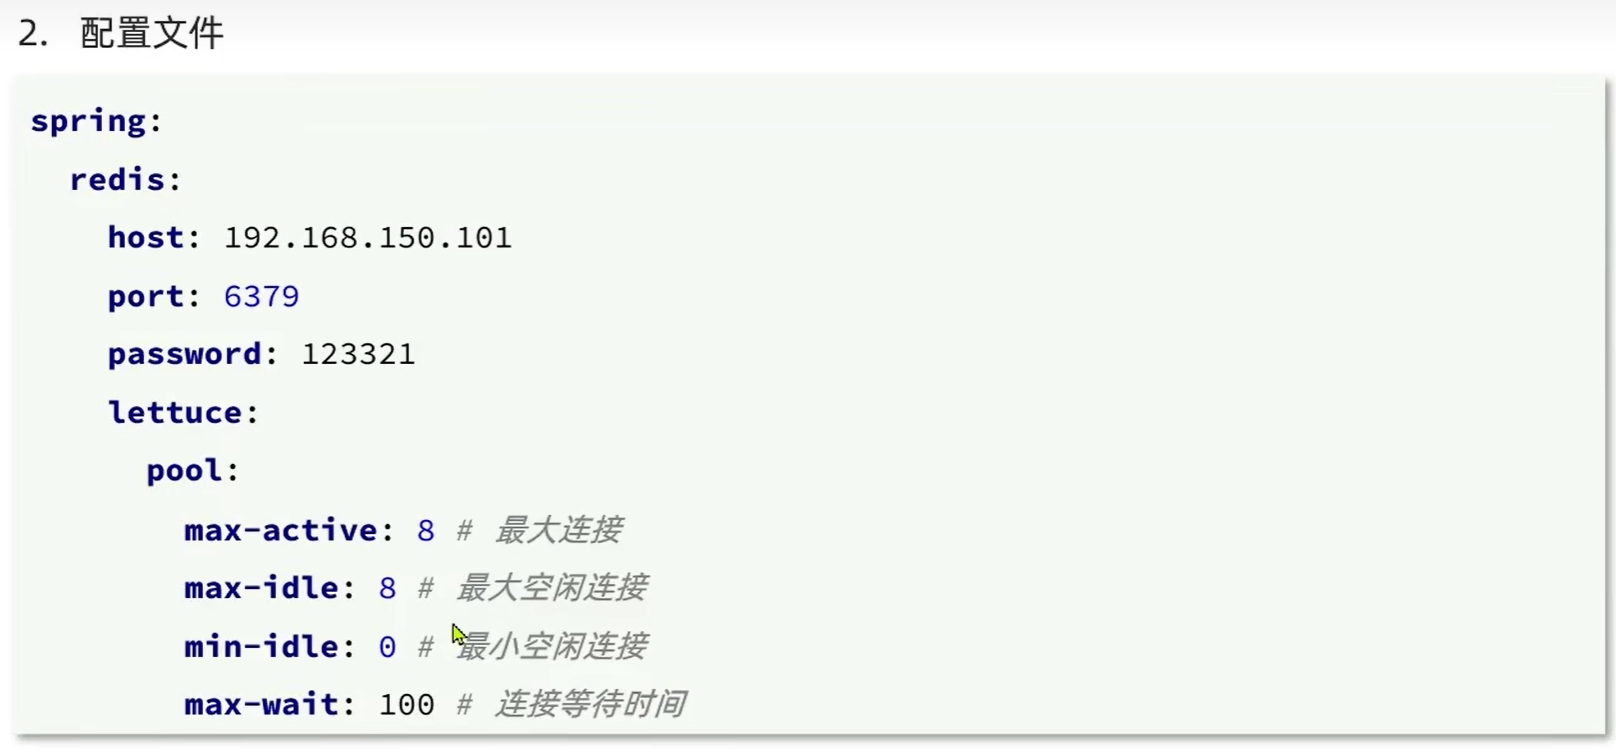 2. 配置文件
spring:
  redis:
    host: 192.168.150.101
    port: 6379
    password: 123321
    lettuce:
      pool:
        max-active: 8 # 最大连接
        max-idle: 8 # 最大空闲连接
        min-idle: 0 # 最小空闲连接
        max-wait: 100 # 连接等待时间